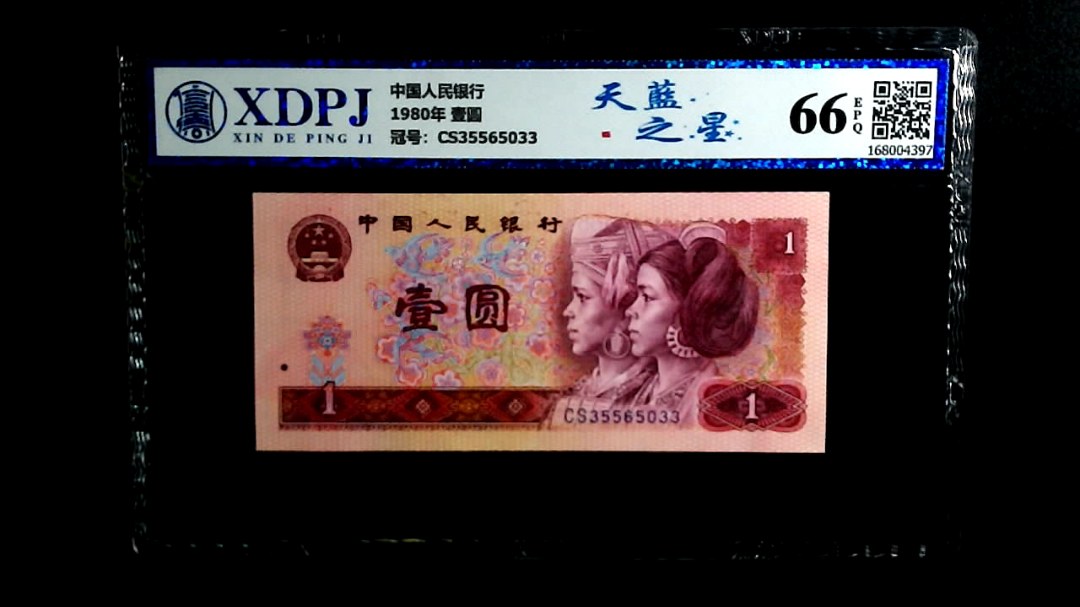 XDPJ
XIN DE PING JI
中国人民银行
1980年 壹圆
冠号: CS35565033
天藍
之星
66
EPQ
168004397
中国人民银行
1
壹圆
1
CS35565033
1